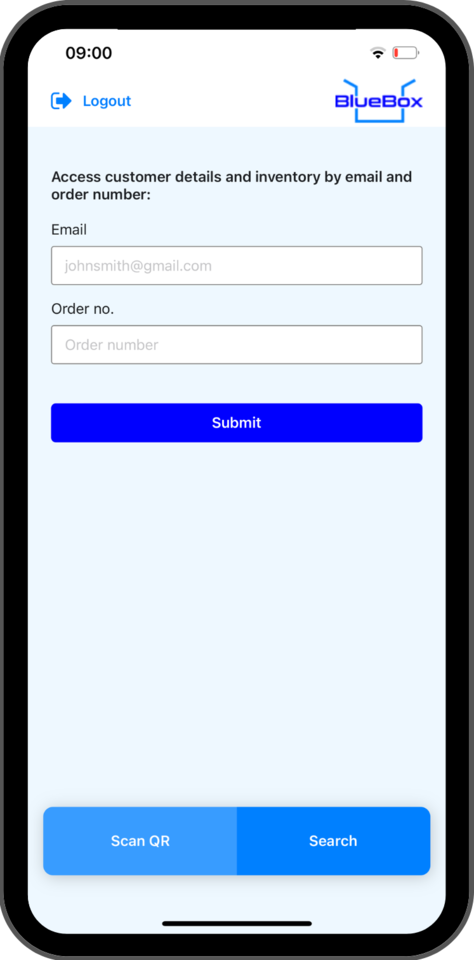 09:00
Logout
BlueBox
Access customer details and inventory by email and
order number:
Email
johnsmith@gmail.com
Order no.
Order number
Submit
Scan QR
Search